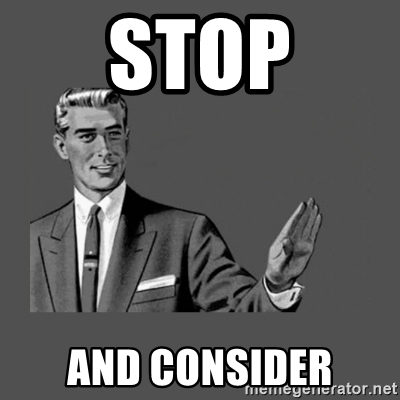 STOP
AND CONSIDER
memegenerator.net